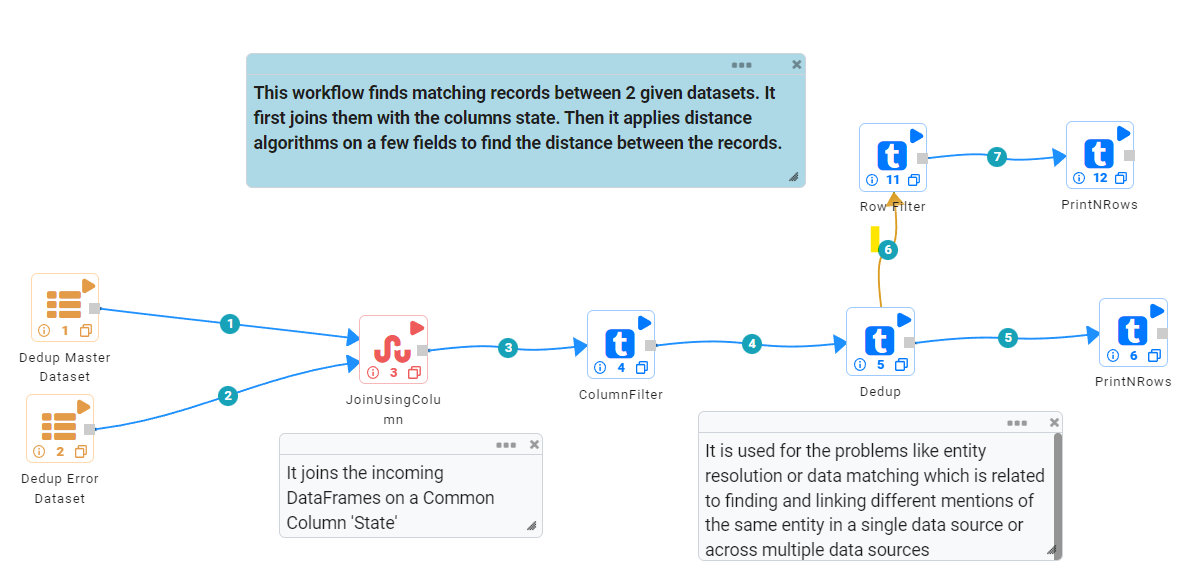 This workflow finds matching records between 2 given datasets. It
first joins them with the columns state. Then it applies distance
algorithms on a few fields to find the distance between the records.
t
11
Row Filter
7
t
12
PrintNRows
6
1
Dedup Master
Dataset
1
2
Dedup Error
Dataset
2
3
JoinUsingColu
mn
3
t
4
ColumnFilter
4
t
5
Dedup
5
t
6
PrintNRows
It joins the incoming
DataFrames on a Common
Column 'State'
It is used for the problems like entity
resolution or data matching which is related
to finding and linking different mentions of
the same entity in a single data source or
across multiple data sources